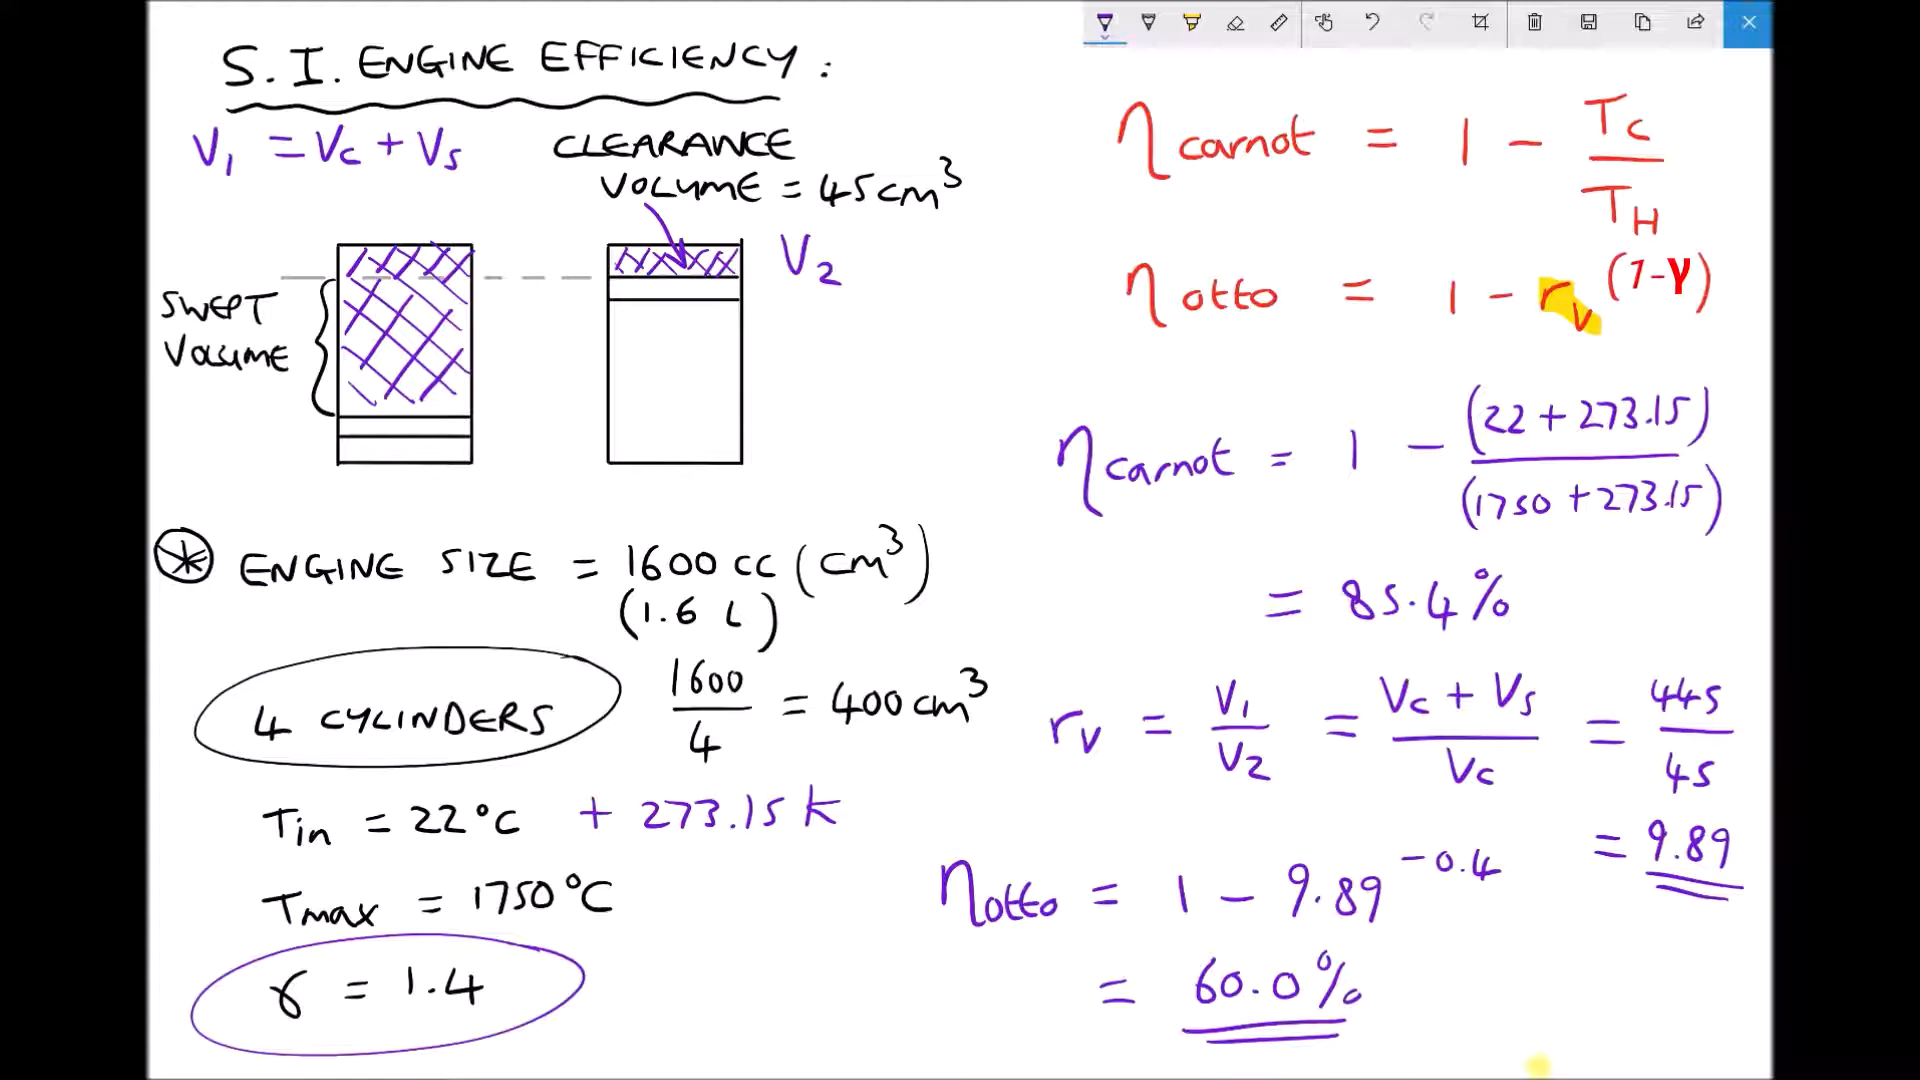 S.I. ENGINE EFFICIENCY:
V1 = Vc + Vs
CLEARANCE
VOLUME = 45cm³
V2
SWEPT
VOLUME
ENGINE SIZE = 1600 cc (cm³)
(1.6 L)
4 CYLINDERS
1600
4
= 400cm³
Tin = 22°C + 273.15 K
Tmax = 1750°C
γ = 1.4
ηcarnot = 1 - TC
TH
ηotto = 1 - rv^(1-γ)
ηcarnot = 1 - (22 + 273.15)
(1750 + 273.15)
= 85.4%
rv = V1 = Vc + Vs = 445
V2 Vc 45
= 9.89
ηotto = 1 - 9.89^-0.4
= 60.0%